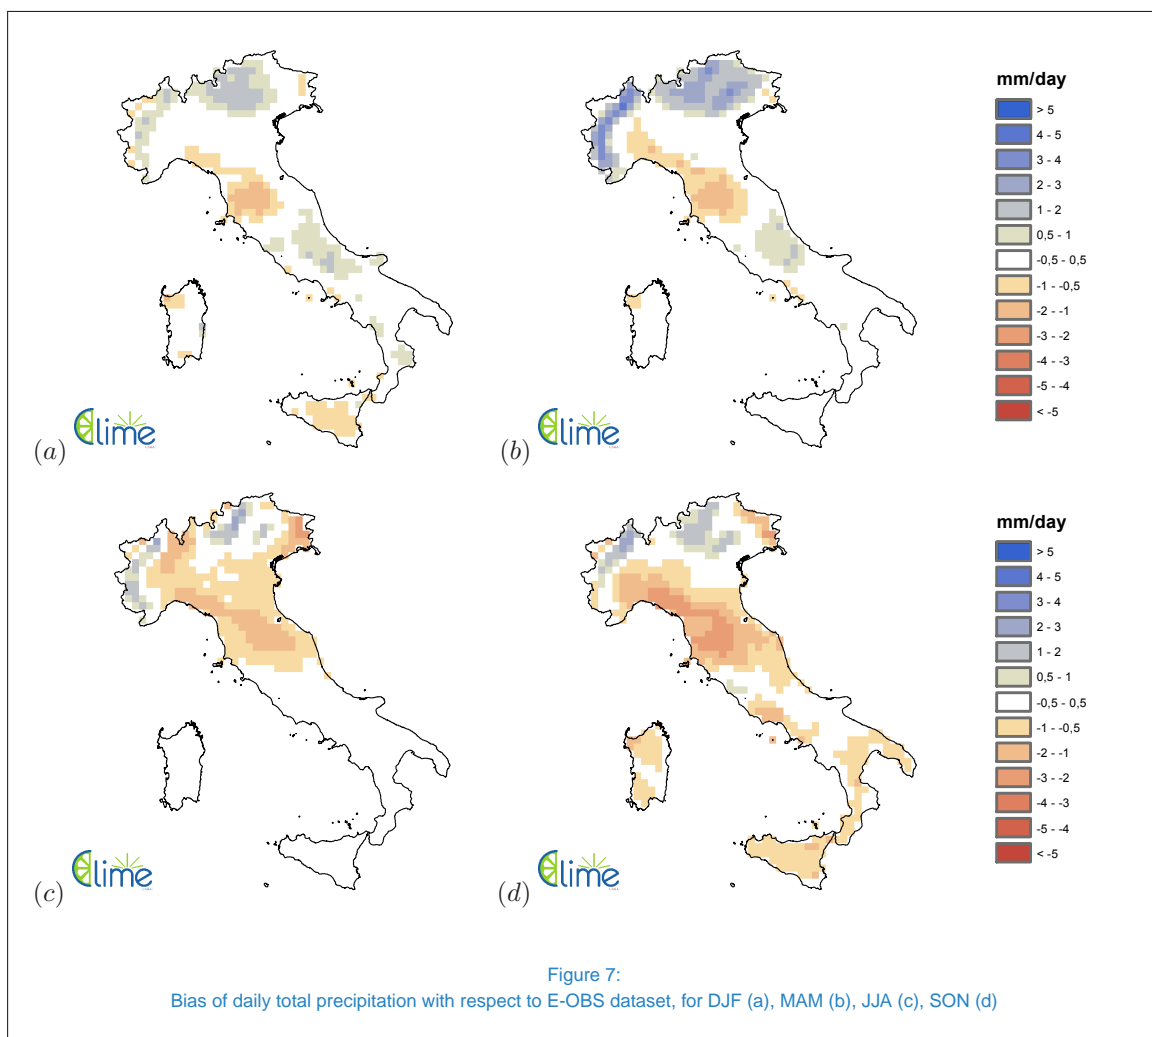 mm/day
> 5
4 - 5
3 - 4
2 - 3
1 - 2
0,5 - 1
-0,5 - 0,5
-1 - -0,5
-2 - -1
-3 - -2
-4 - -3
-5 - -4
< -5
(a) Clime
(b) Clime
mm/day
> 5
4 - 5
3 - 4
2 - 3
1 - 2
0,5 - 1
-0,5 - 0,5
-1 - -0,5
-2 - -1
-3 - -2
-4 - -3
-5 - -4
< -5
(c) Clime
(d) Clime
Figure 7:
Bias of daily total precipitation with respect to E-OBS dataset, for DJF (a), MAM (b), JJA (c), SON (d)